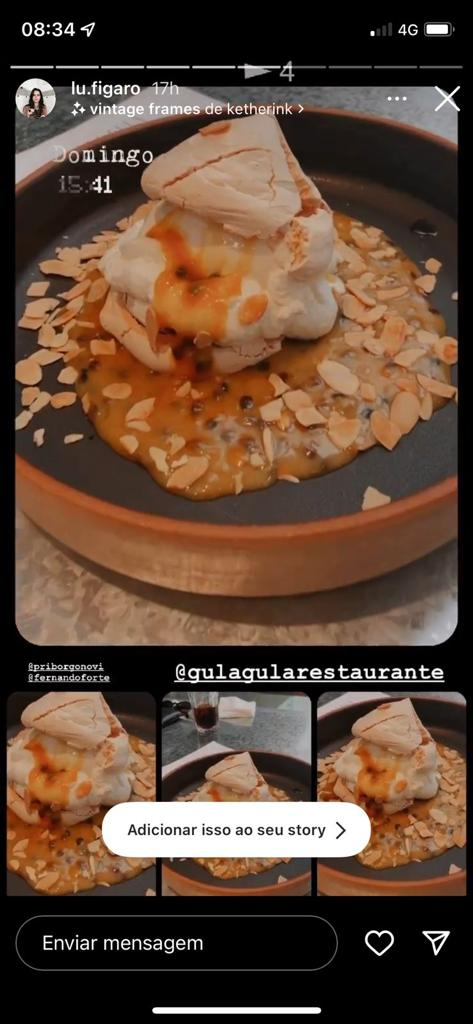 08:34
4G
4
lu.figaro 17h
vintage frames de ketherink >
Domingo
15:41
@priborgonovi
@fernandoforte
@gulagularestaurante
Adicionar isso ao seu story >
Enviar mensagem